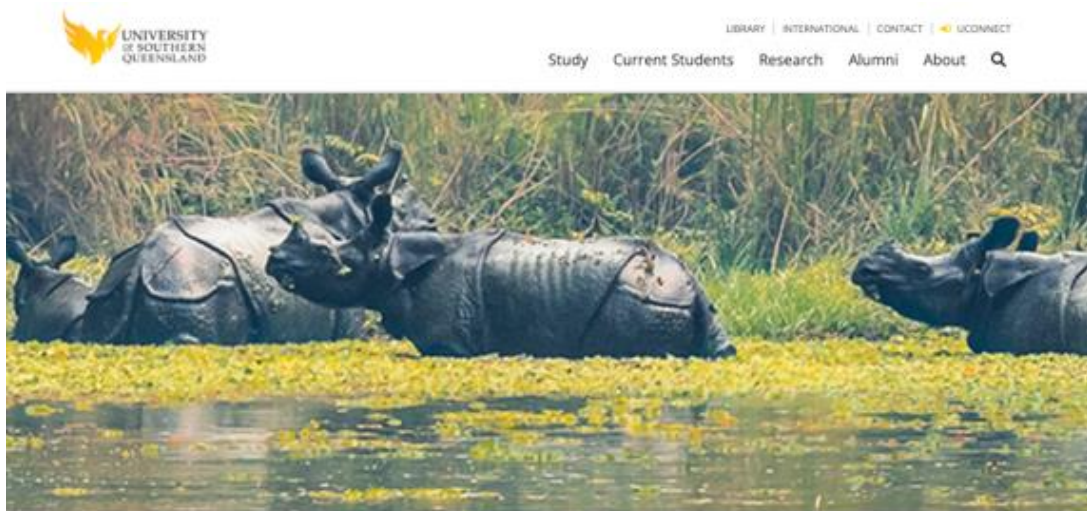 UNIVERSITY
OF SOUTHERN
QUEENSLAND
LIBRARY | INTERNATIONAL | CONTACT | UCONNECT
Study Current Students Research Alumni About